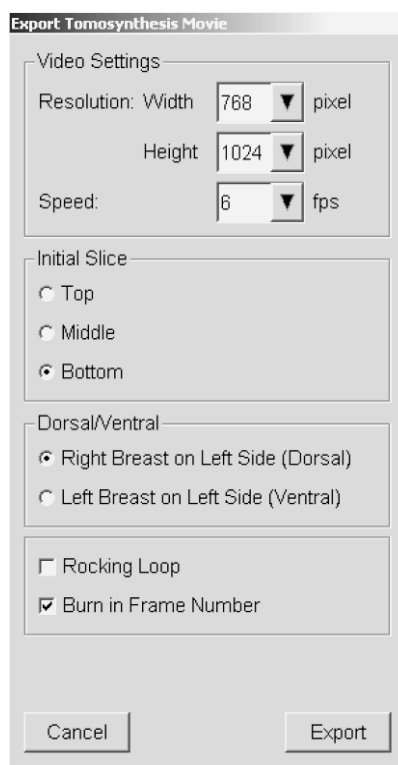 Export Tomosynthesis Movie
Video Settings
Resolution: Width 768 pixel
Height 1024 pixel
Speed: 6 fps
Initial Slice
Top
Middle
Bottom
Dorsal/Ventral
Right Breast on Left Side (Dorsal)
Left Breast on Left Side (Ventral)
Rocking Loop
Burn in Frame Number
Cancel Export